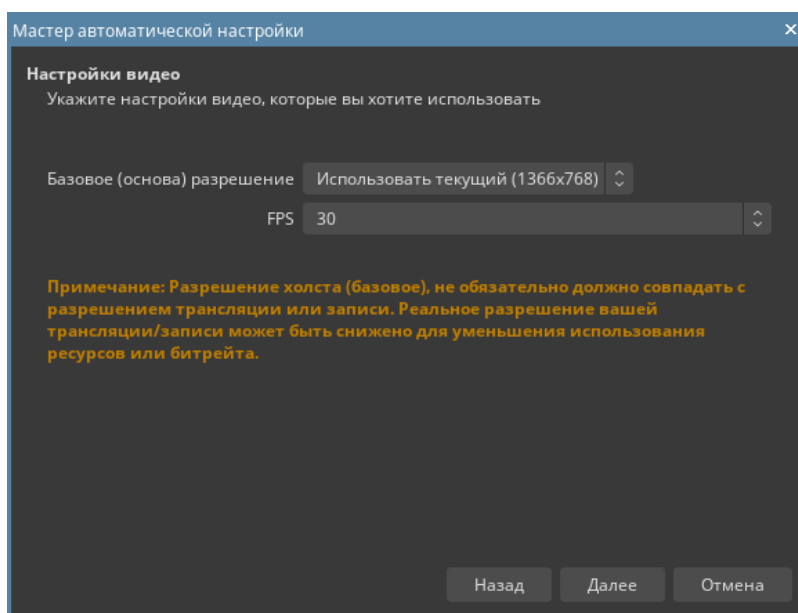 Мастер автоматической настройки
Настройки видео
Укажите настройки видео, которые вы хотите использовать
Базовое (основа) разрешение Использовать текущий (1366x768)
FPS 30
Примечание: Разрешение холста (базовое), не обязательно должно совпадать с
разрешением трансляции или записи. Реальное разрешение вашей
трансляции/записи может быть снижено для уменьшения использования
ресурсов или битрейта.
Назад Далее Отмена